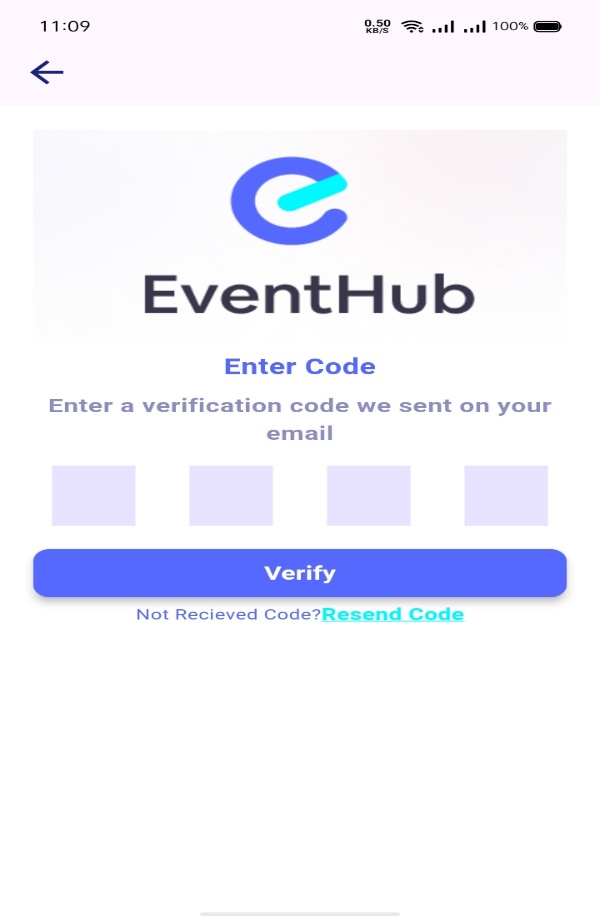 11:09 0.50 KB/S 100%
EventHub
Enter Code
Enter a verification code we sent on your
email
Verify
Not Recieved Code?Resend Code